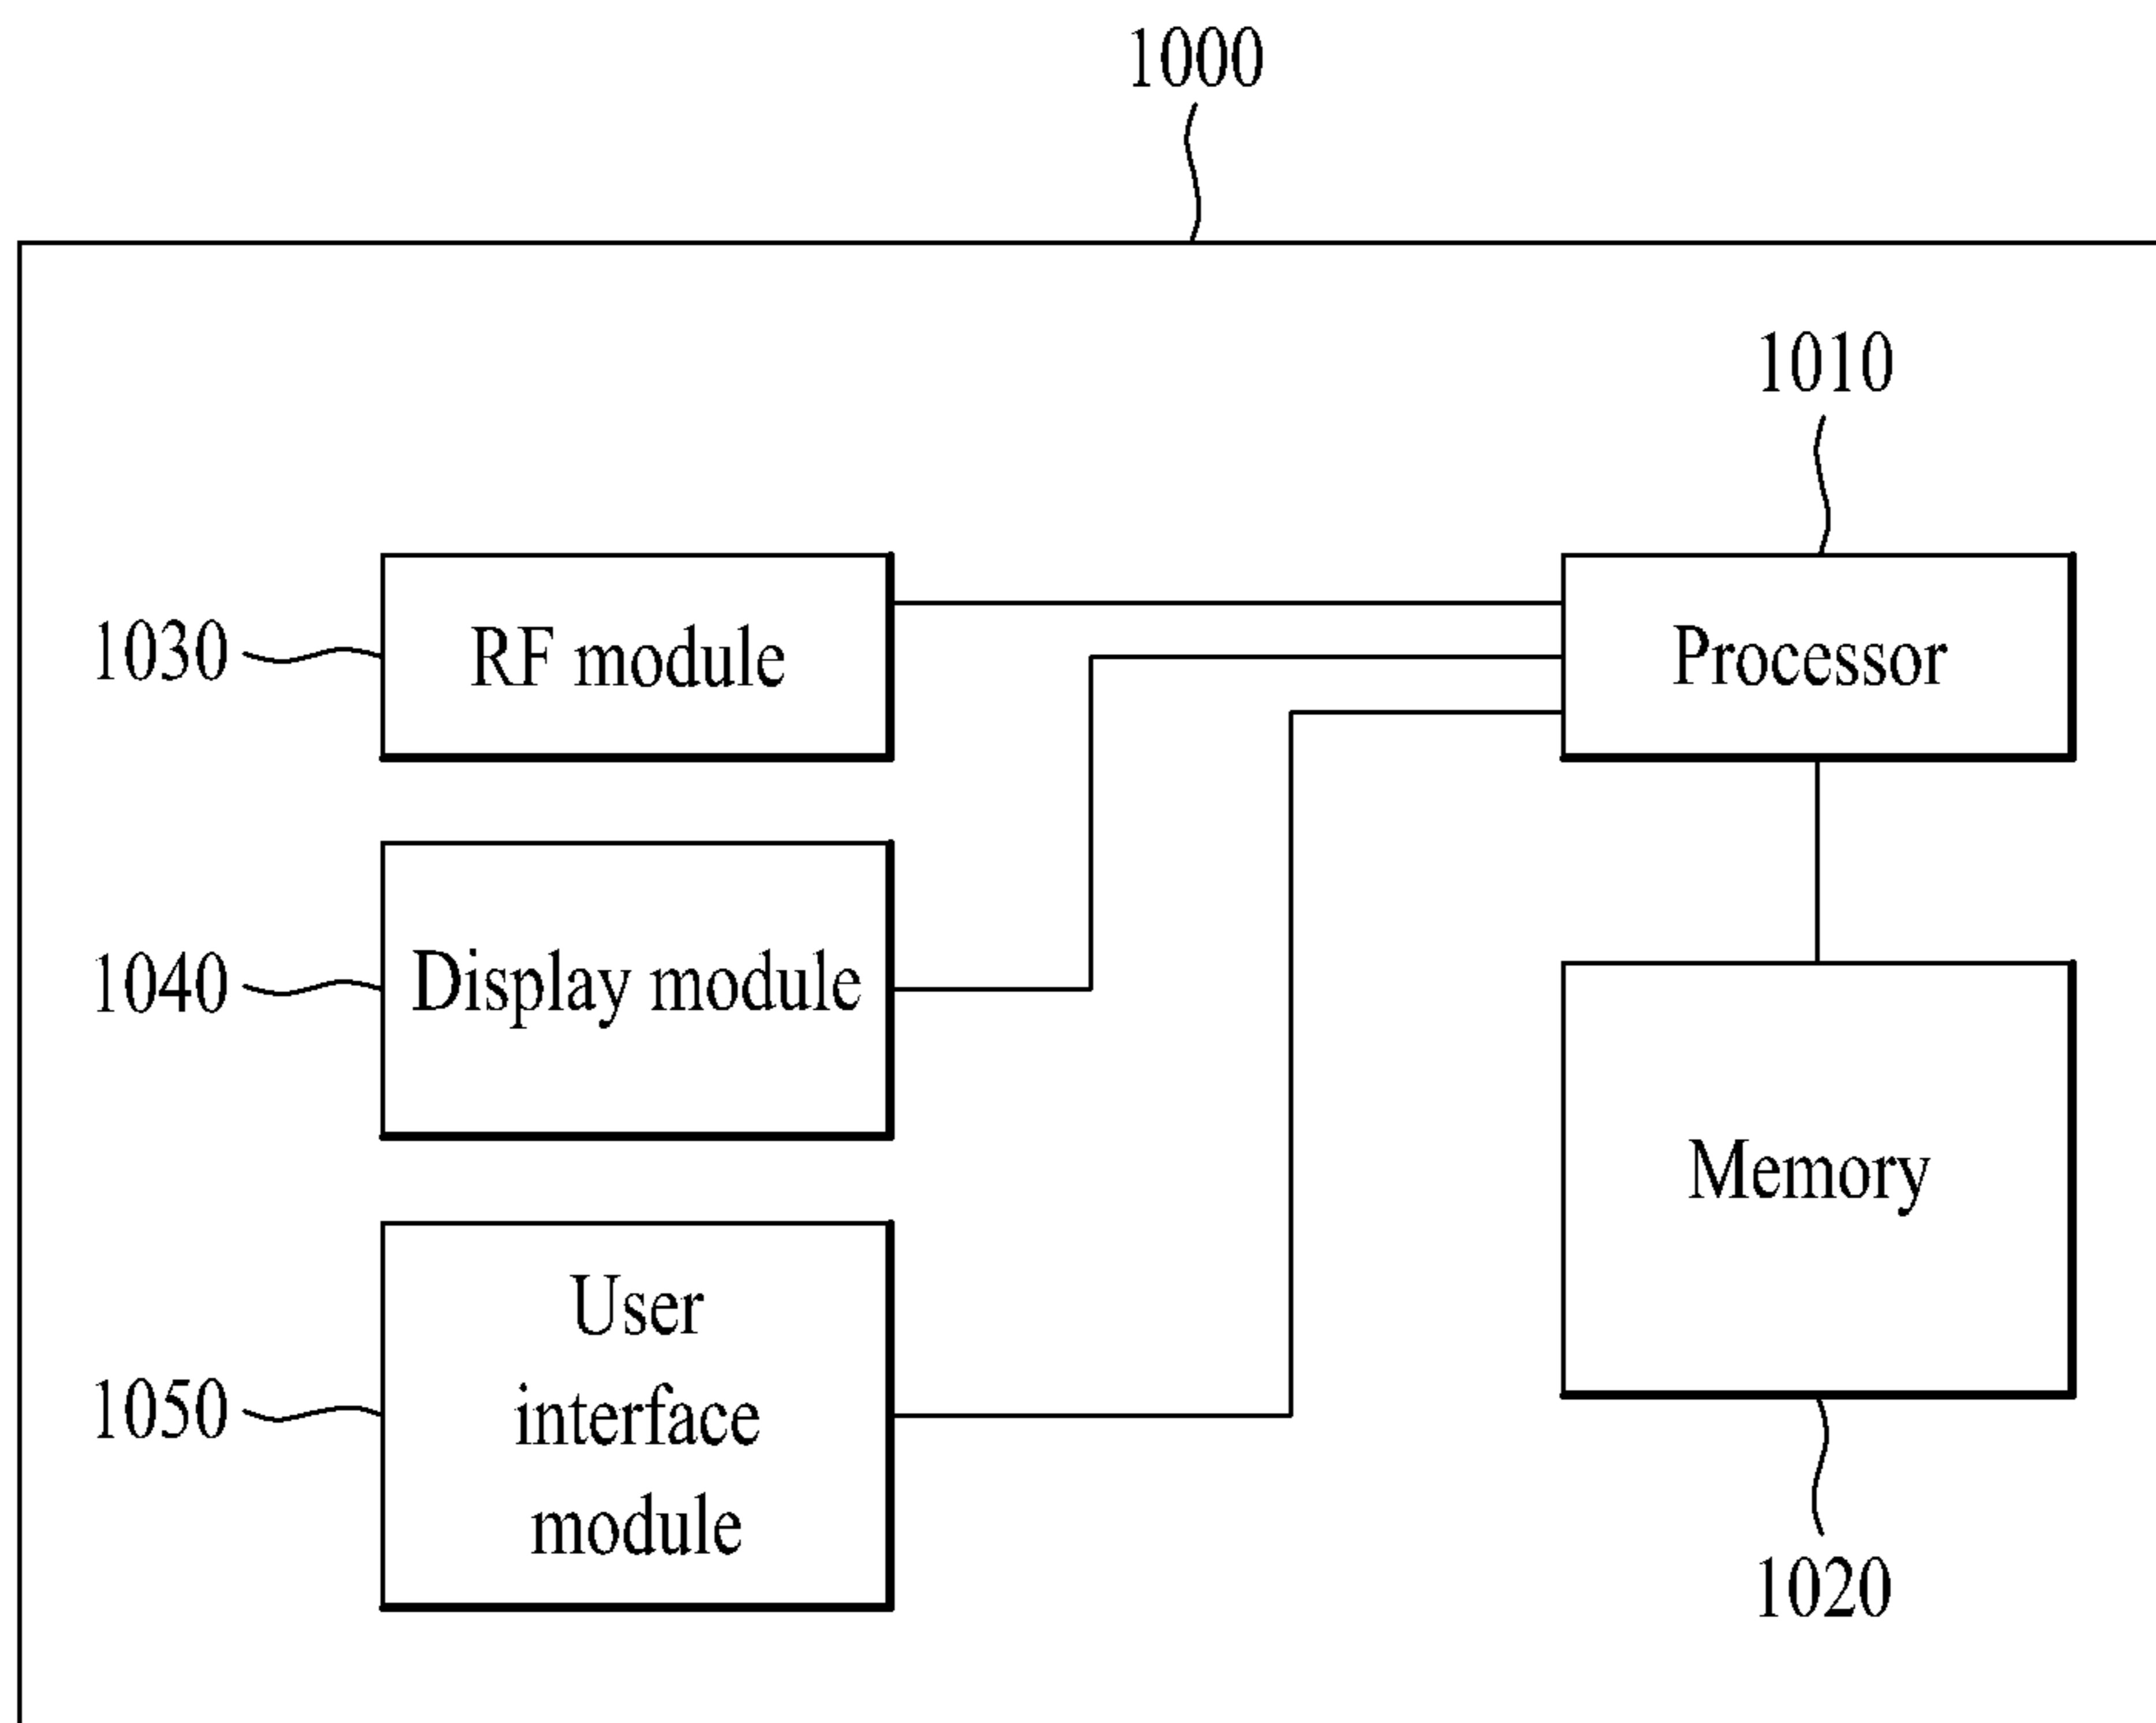 1000
1010
1030
RF module
Processor
1040
Display module
Memory
1050
User
interface
module
1020